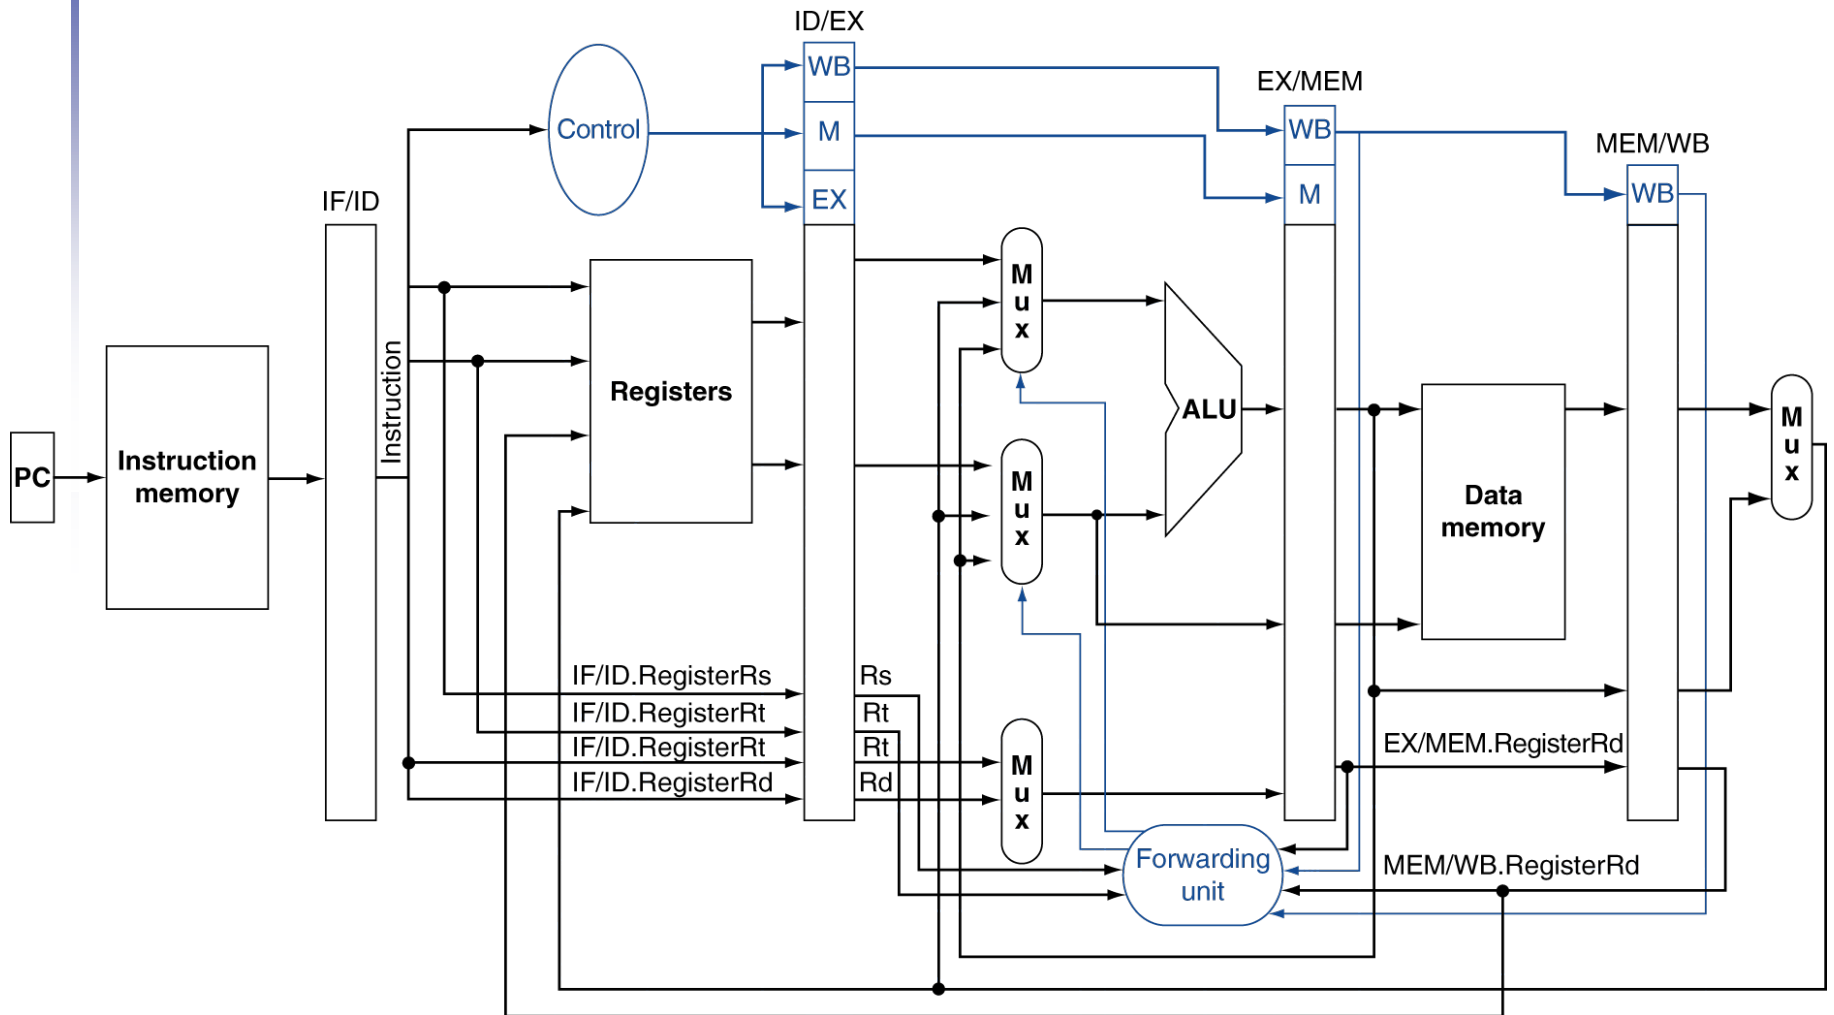 ID/EX
WB
EX/MEM
Control
M
WB
MEM/WB
IF/ID
EX
M
WB
M
u
x
Instruction
Registers
ALU
M
u
x
PC
Instruction
memory
M
u
x
Data
memory
IF/ID.RegisterRs
Rs
IF/ID.RegisterRt
Rt
IF/ID.RegisterRt
Rt
IF/ID.RegisterRd
Rd
M
u
x
EX/MEM.RegisterRd
Forwarding
unit
MEM/WB.RegisterRd